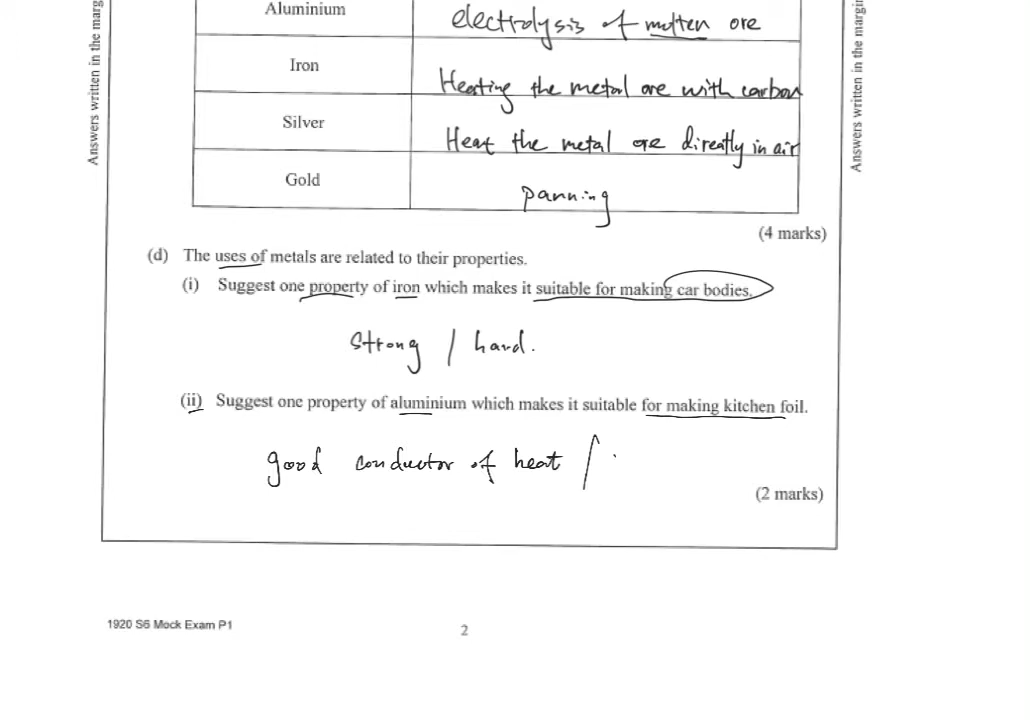 Aluminium electrolysis of molten ore
Iron Heating the metal ore with carbon
Silver Heat the metal ore directly in air
Gold panning
(4 marks)
(d) The uses of metals are related to their properties.
(i) Suggest one property of iron which makes it suitable for making car bodies.
Strong / hard.
(ii) Suggest one property of aluminium which makes it suitable for making kitchen foil.
good conductor of heat /
(2 marks)
1920 S6 Mock Exam P1
2
Answers written in the marg
Answers written in the margin